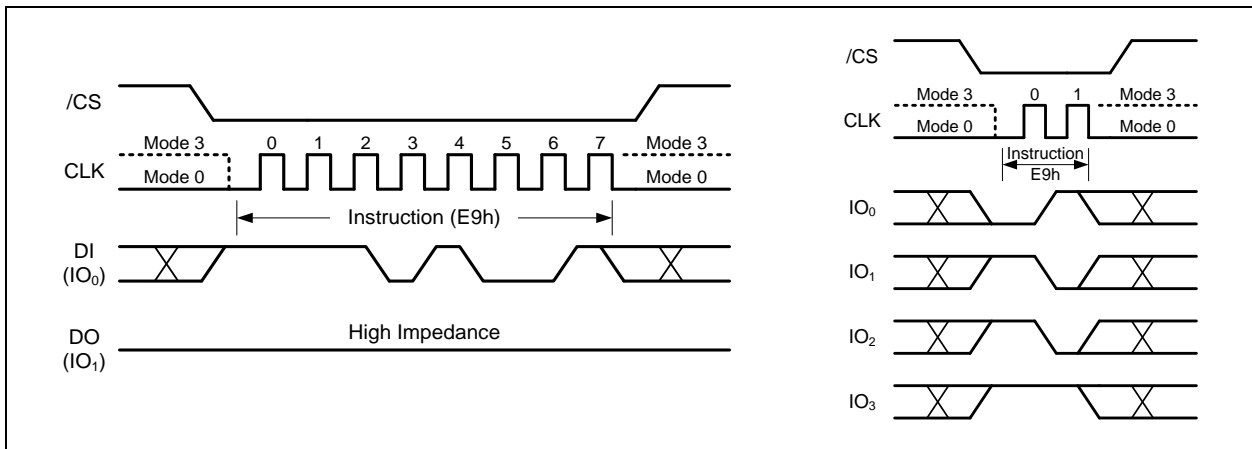 /CS
CLK
Mode 3
Mode 0
0 1 2 3 4 5 6 7
Mode 3
Mode 0
Instruction (E9h)
DI
(IO₀)
DO
(IO₁)
High Impedance
/CS
CLK
Mode 3
Mode 0
0 1
Mode 3
Mode 0
Instruction
E9h
IO₀
IO₁
IO₂
IO₃